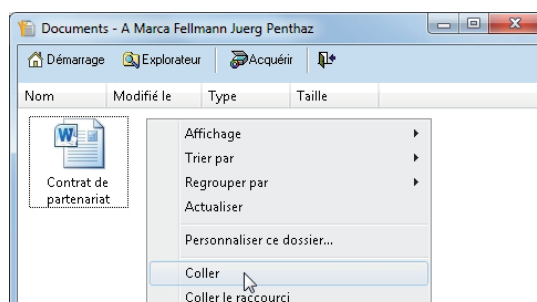 Documents - A Marca Fellmann Juerg Penthaz
Démarrage Explorateur Acquérir
Nom Modifié le Type Taille
Contrat de
partenariat
Affichage
Trier par
Regrouper par
Actualiser
Personnaliser ce dossier...
Coller
Coller le raccourci